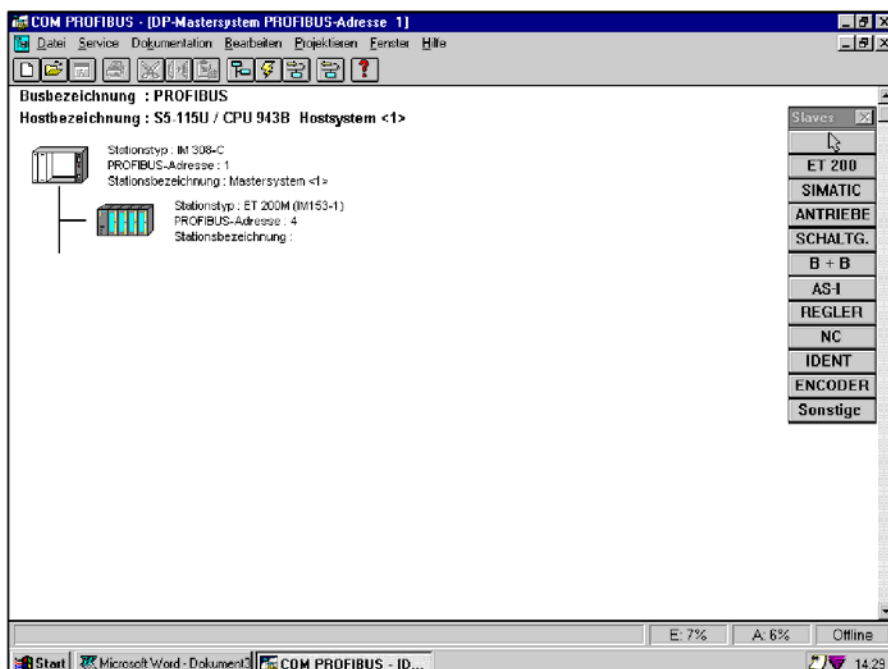 COM PROFIBUS - [DP-Mastersystem PROFIBUS-Adresse 1]
Datei Service Dokumentation Bearbeiten Projektieren Fenster Hilfe
Busbezeichnung : PROFIBUS
Hostbezeichnung : S5-115U / CPU 943B Hostsystem <1>
Stationstyp : IM 308-C
PROFIBUS-Adresse : 1
Stationsbezeichnung : Mastersystem <1>
Stationstyp : ET 200M (IM153-1)
PROFIBUS-Adresse : 4
Stationsbezeichnung :
Slaves
ET 200
SIMATIC
ANTRIEBE
SCHALTG.
B + B
AS-I
REGLER
NC
IDENT
ENCODER
Sonstige
E: 7% A: 6% Offline
Start Microsoft Word - Dokument3 COM PROFIBUS - [D... 14:29